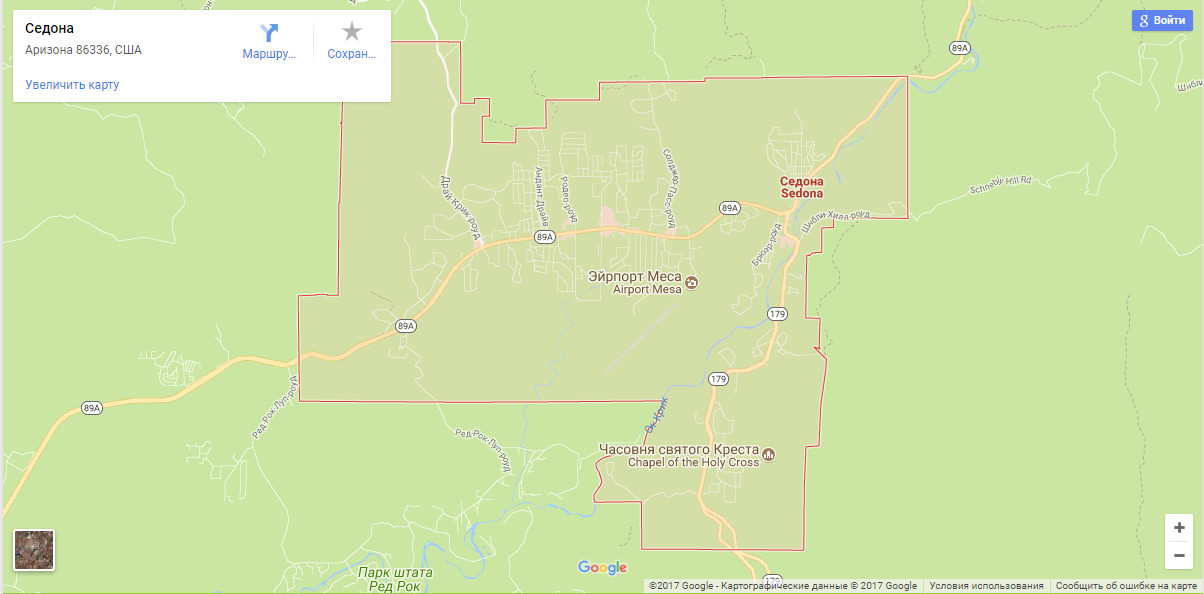 Седона
Аризона 86336, США
Маршру...
Сохран...
Увеличить карту
Войти
89A
Шибли
Драй-Крик-роуд
Анданте-Драйв
Родео-роуд
Солджер-Пасс-роуд
Седона
Sedona
Schnebly Hill Rd
89A
Шнбли-Хилл-роуд
89A
Брюэр-роуд
Эйрпорт Меса
Airport Mesa
179
89A
179
89A
Ред-Рок-Луп-роуд
Ок-Крик
Ред-Рок-Луп-роуд
Часовня святого Креста
Chapel of the Holy Cross
Парк штата
Ред Рок
Google
179
+
−
©2017 Google - Картографические данные © 2017 Google
Условия использования
Сообщить об ошибке на карте